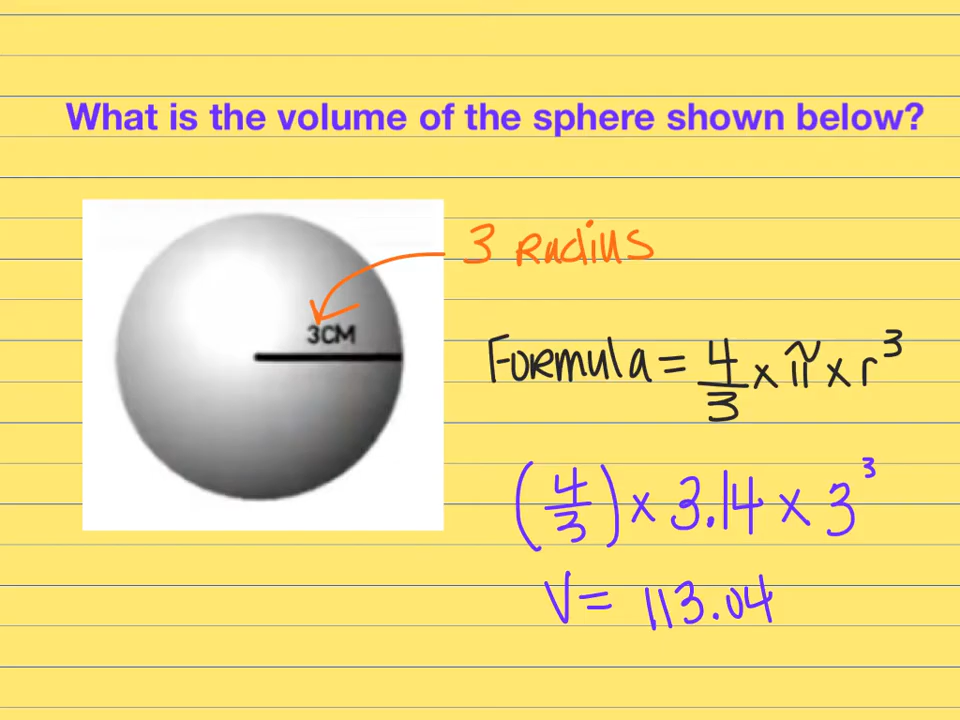 What is the volume of the sphere shown below?
3 Radius
3CM
Formula = 4/3 x π x r³
(4/3) x 3.14 x 3³
V = 113.04